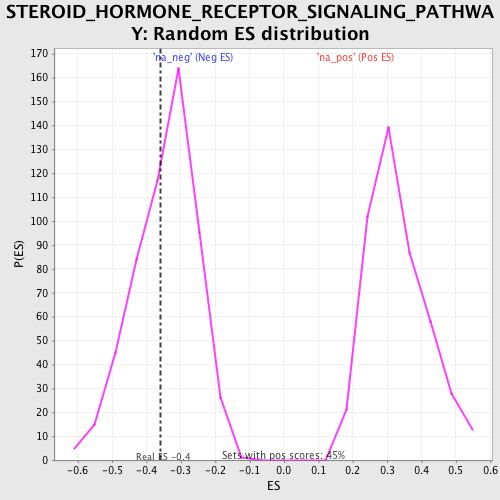 STEROID_HORMONE_RECEPTOR_SIGNALING_PATHWA
Y: Random ES distribution
'na_neg' (Neg ES)
'na_pos' (Pos ES)
170
160
150
140
130
120
110
100
90
80
70
60
50
40
30
20
10
0
P(ES)
Real ES -0.4
Sets with pos scores: 45%
-0.6 -0.5 -0.4 -0.3 -0.2 -0.1 0.0 0.1 0.2 0.3 0.4 0.5 0.6
ES